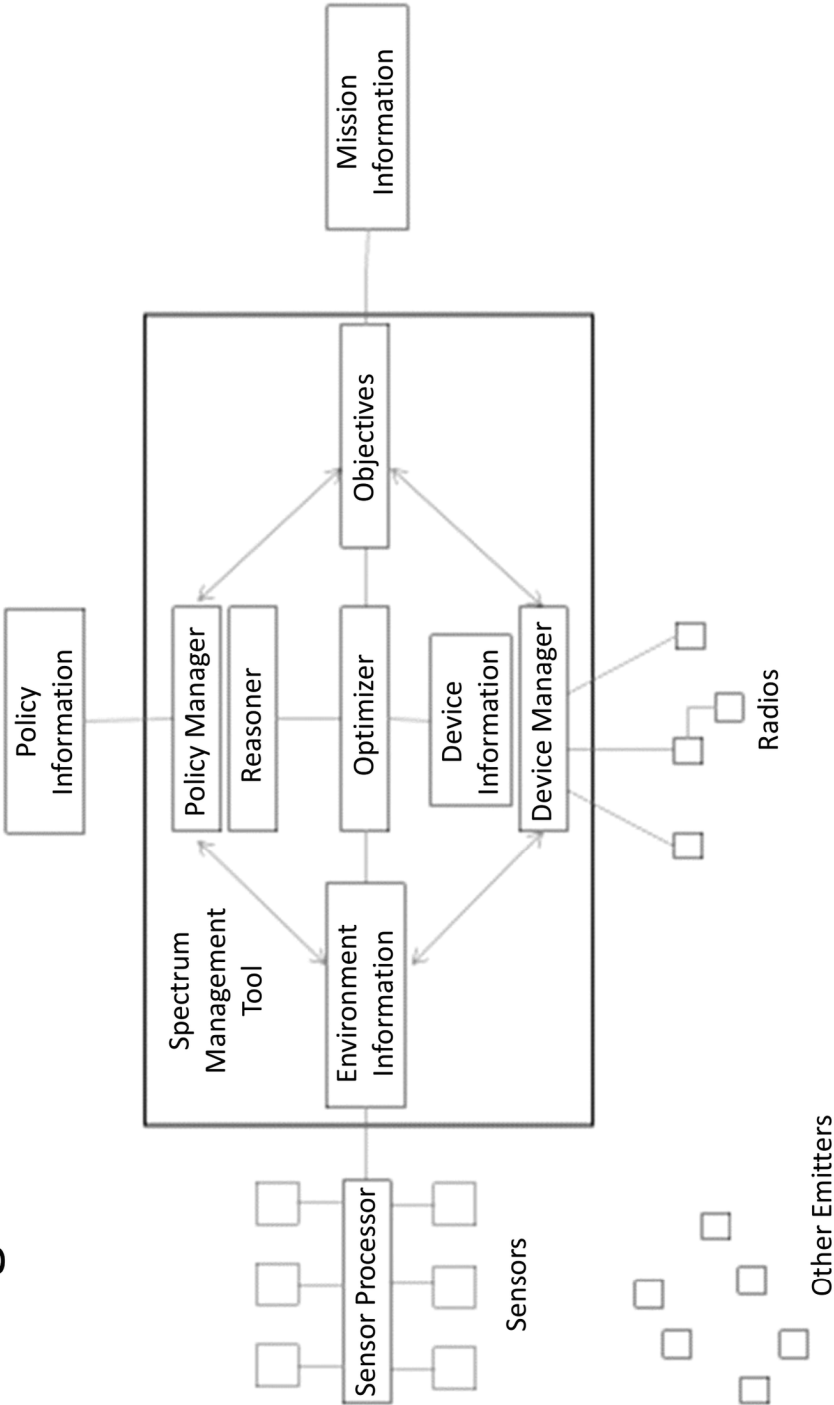 Policy
Information
Spectrum
Management
Tool
Policy Manager
Reasoner
Sensor Processor
Environment
Information
Optimizer
Objectives
Mission
Information
Device
Information
Device Manager
Sensors
Radios
Other Emitters